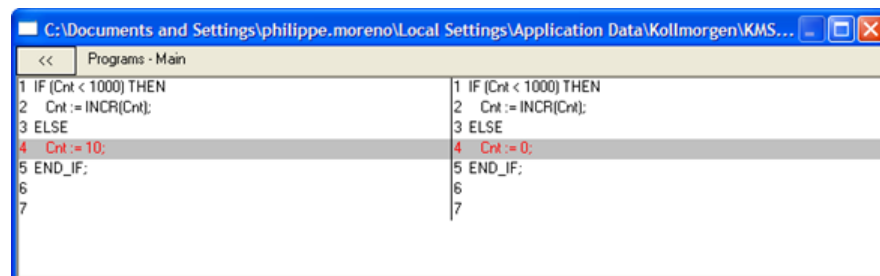 C:\Documents and Settings\philippe.moreno\Local Settings\Application Data\Kollmorgen\KMS...
<< Programs - Main
1 IF (Cnt < 1000) THEN
2 Cnt := INCR(Cnt);
3 ELSE
4 Cnt := 10;
5 END_IF;
6
7
1 IF (Cnt < 1000) THEN
2 Cnt := INCR(Cnt);
3 ELSE
4 Cnt := 0;
5 END_IF;
6
7